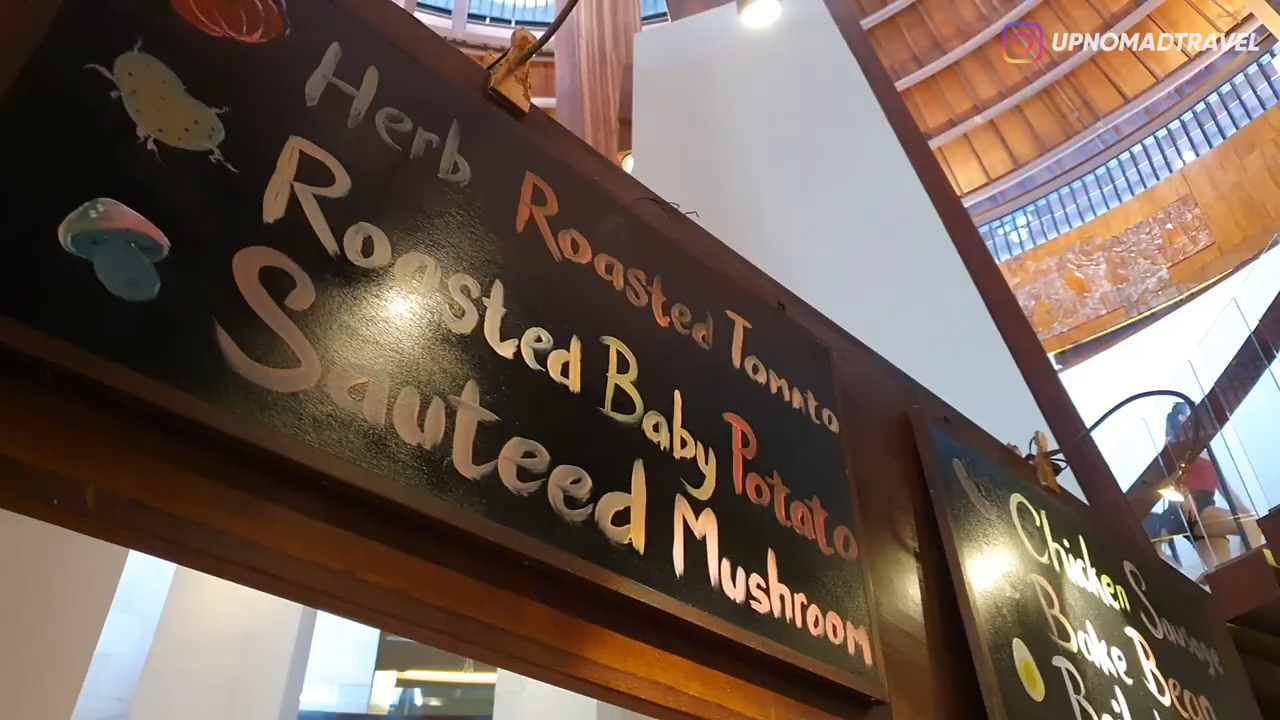 UPNOMADTRAVEL
Herb Roasted Tomato
Roasted Baby Potato
Sauteed Mushroom
Chicken Sausage
Bake Bean